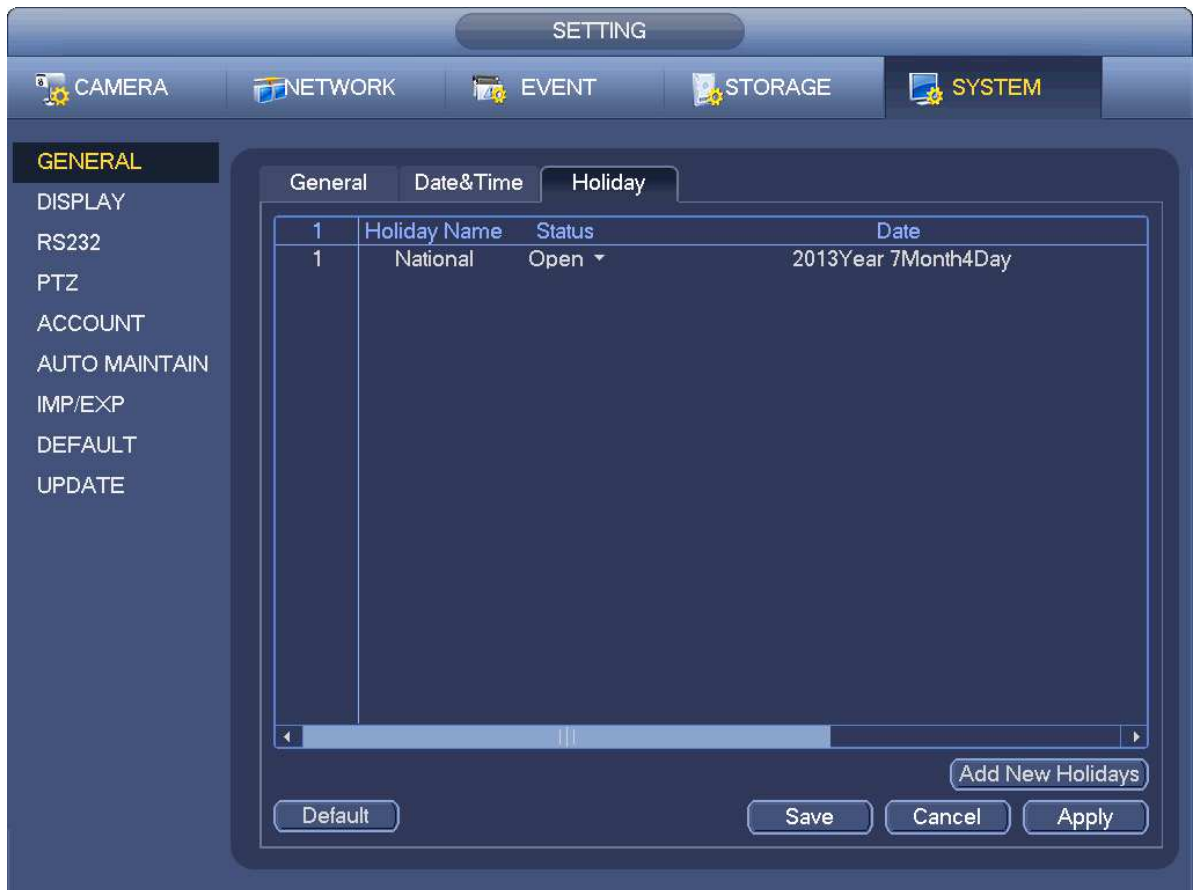 SETTING
CAMERA NETWORK EVENT STORAGE SYSTEM
GENERAL
DISPLAY
RS232
PTZ
ACCOUNT
AUTO MAINTAIN
IMP/EXP
DEFAULT
UPDATE
General Date&Time Holiday
1 Holiday Name Status Date
1 National Open 2013Year 7Month4Day
Add New Holidays
Default Save Cancel Apply